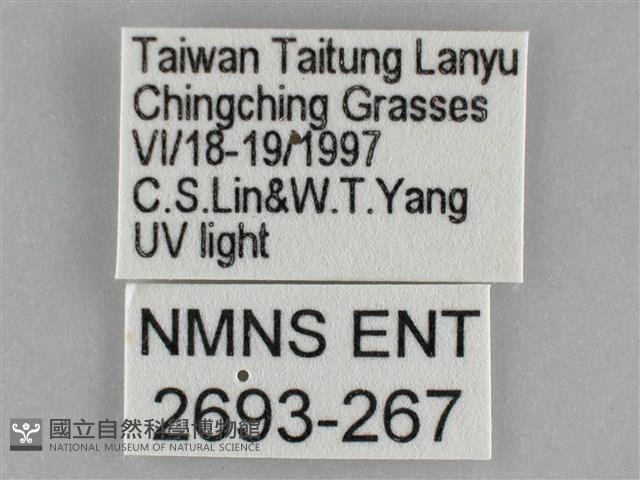 Taiwan Taitung Lanyu
Chingching Grasses
VI/18-19/1997
C.S.Lin&W.T.Yang
UV light
NMNS ENT
2693-267
國立自然科學博物館
NATIONAL MUSEUM OF NATURAL SCIENCE